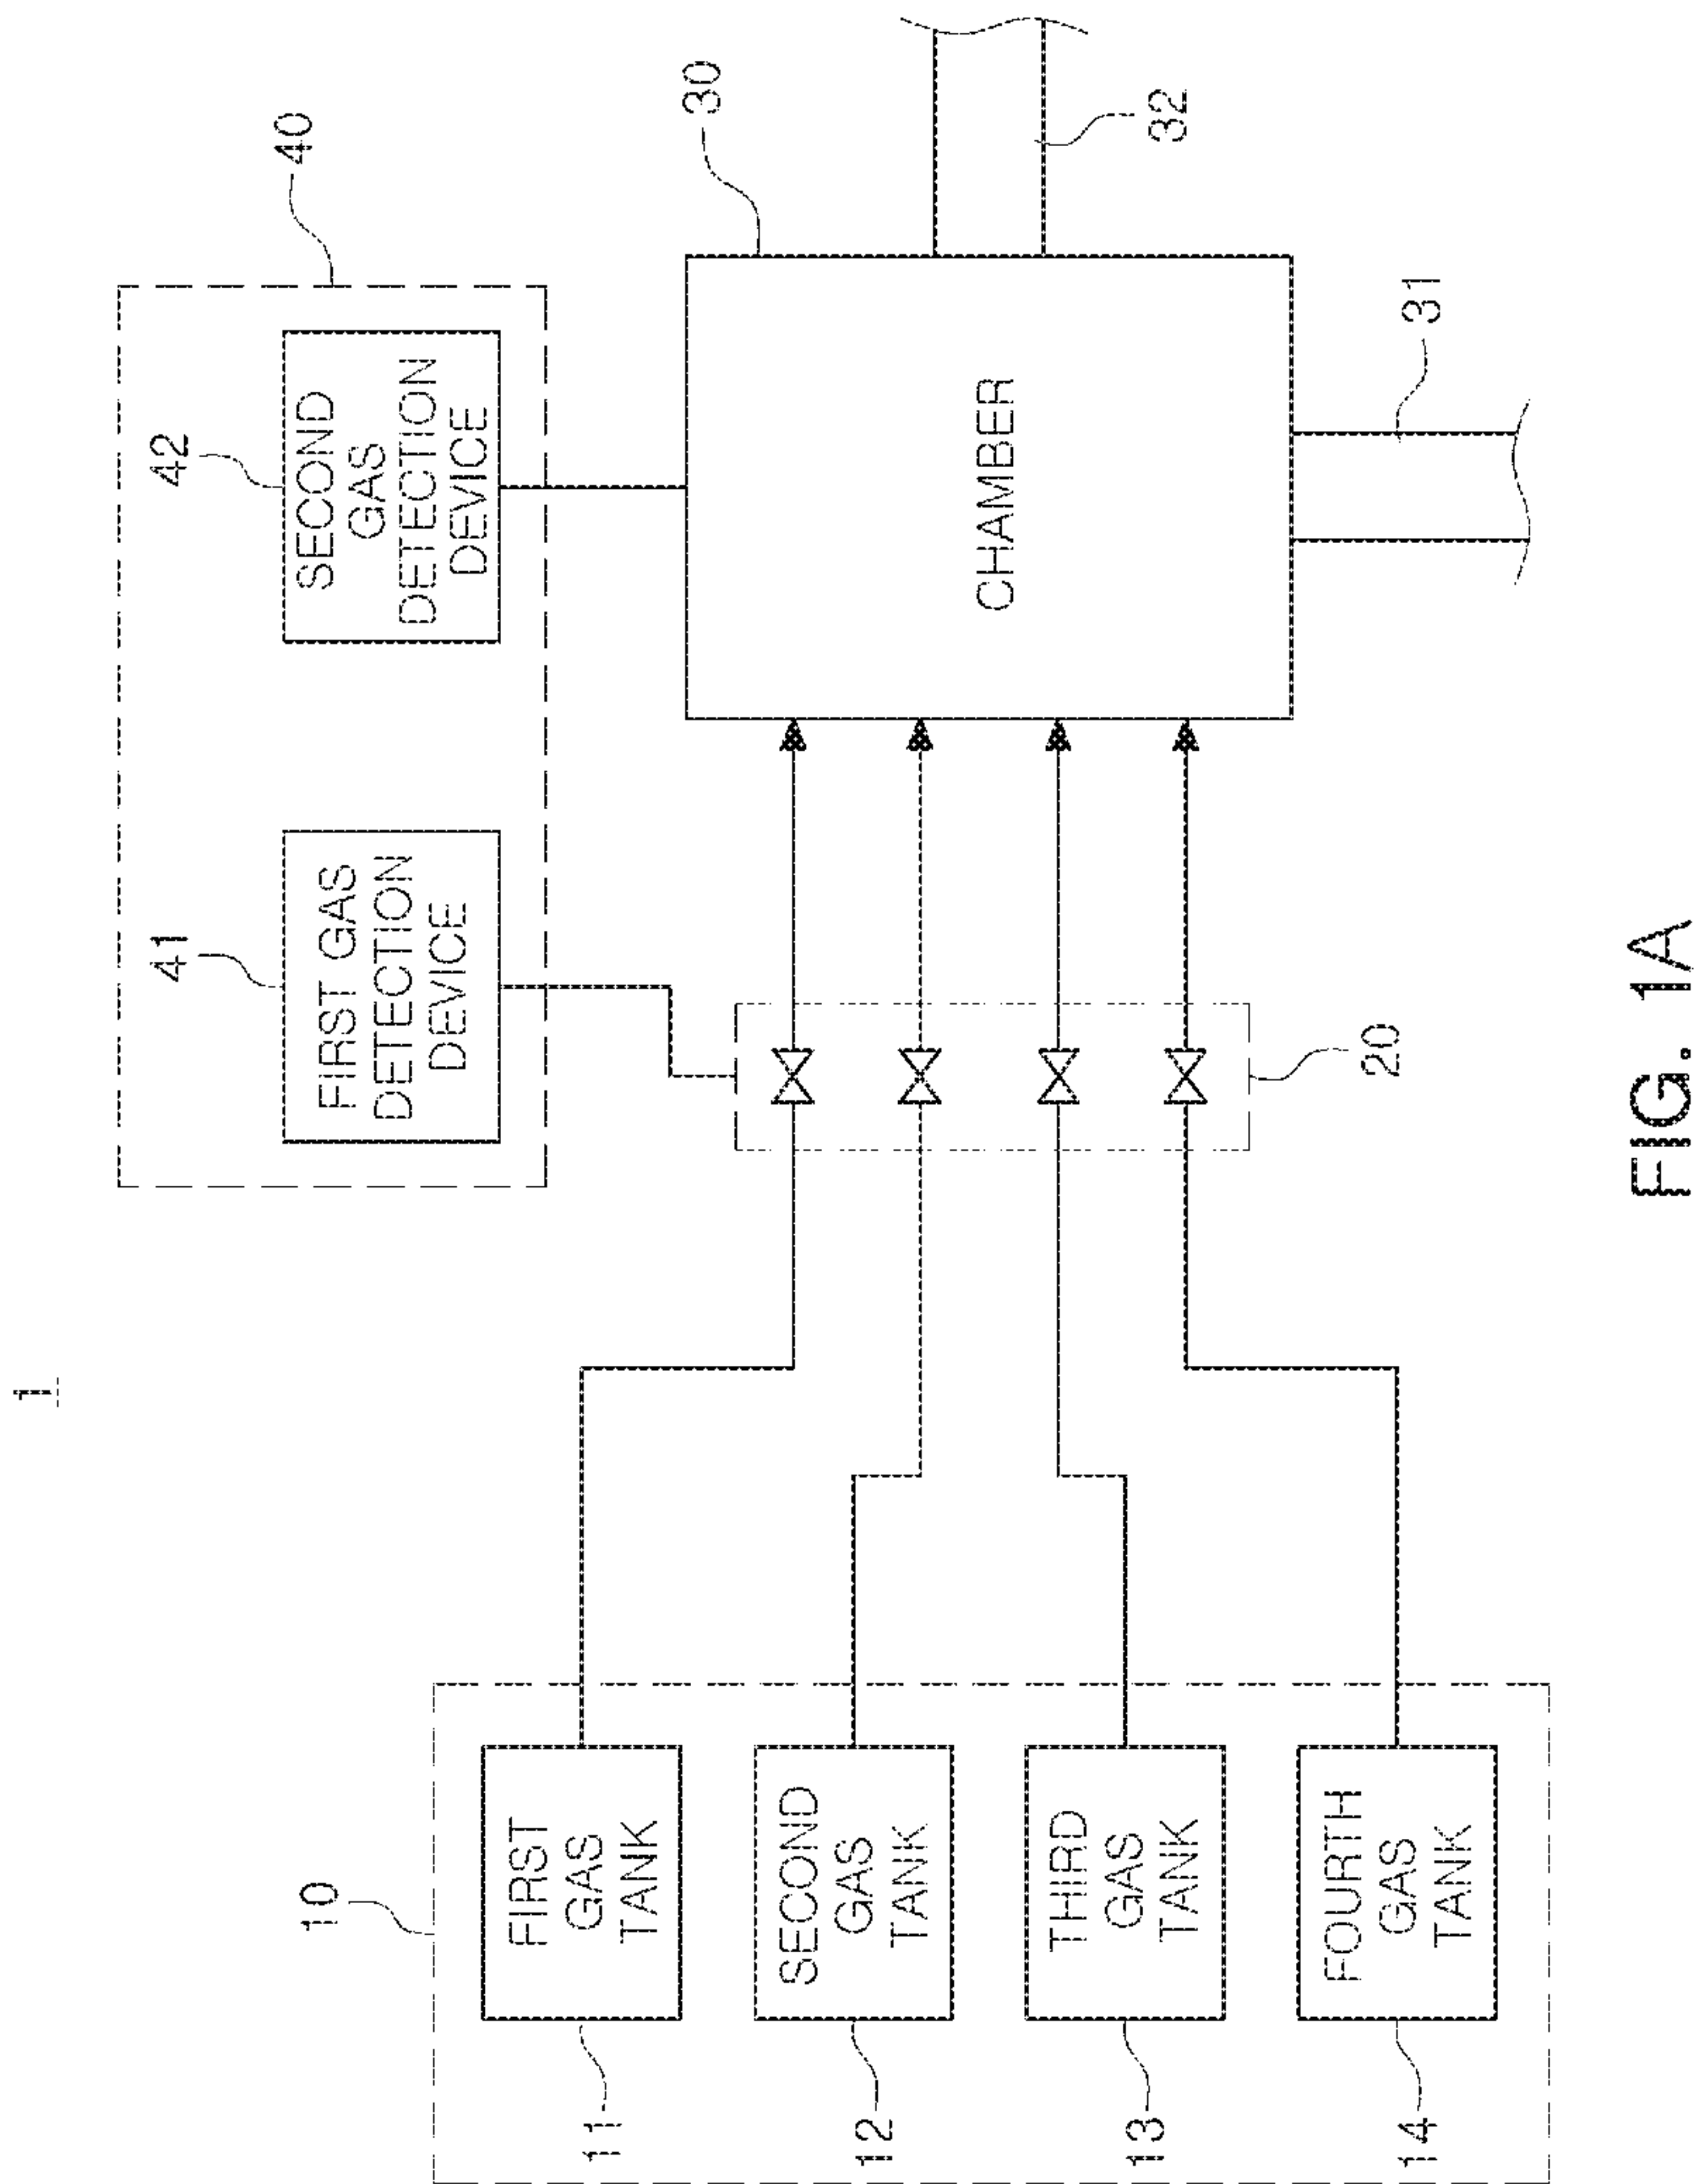 1
40
41
FIRST GAS
DETECTION
DEVICE
42
SECOND
GAS
DETECTION
DEVICE
10
11
FIRST
GAS
TANK
12
SECOND
GAS
TANK
13
THIRD
GAS
TANK
14
FOURTH
GAS
TANK
20
30
CHAMBER
32
31
FIG. 1A